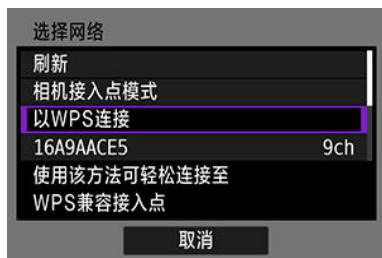 选择网络
刷新
相机接入点模式
以WPS连接
16A9AACE5 9ch
使用该方法可轻松连接至
WPS兼容接入点
取消